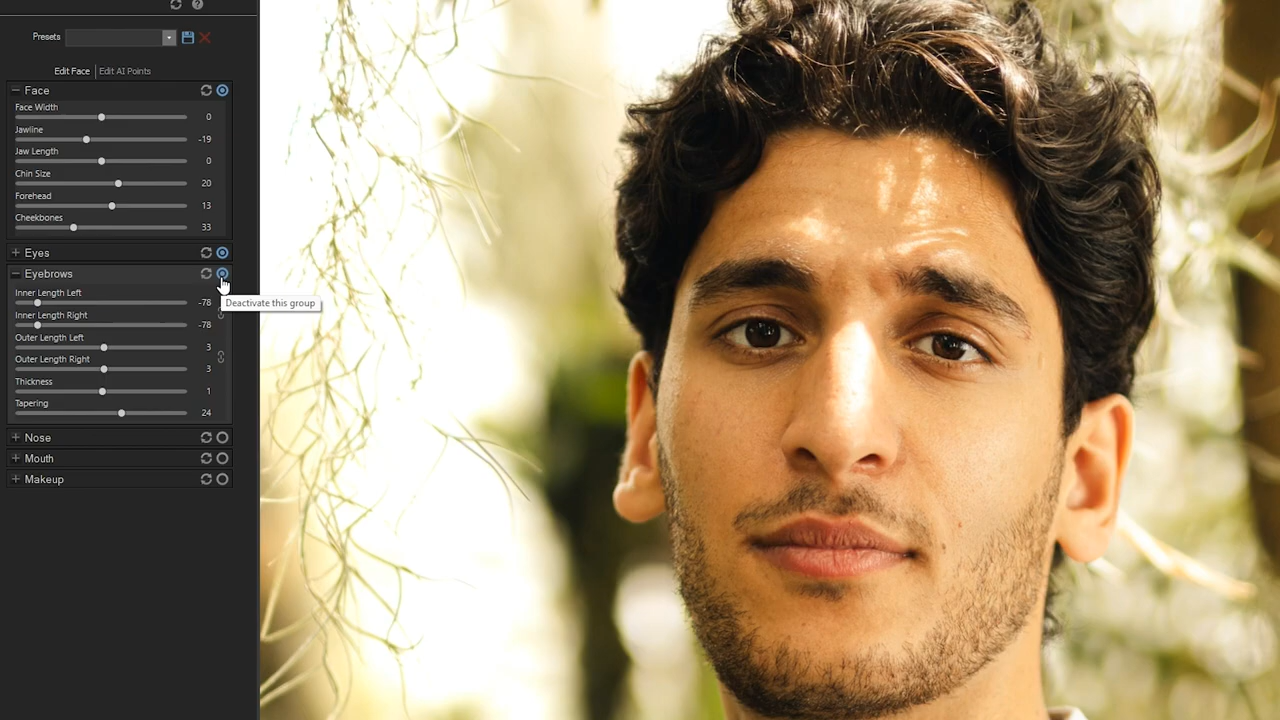 Presets
Edit Face Edit AI Points
Face
Face Width 0
Jawline -19
Jaw Length 0
Chin Size 20
Forehead 13
Cheekbones 33
Eyes
Eyebrows
Inner Length Left -78
Deactivate this group
Inner Length Right -78
Outer Length Left 3
Outer Length Right 3
Thickness 1
Tapering 24
Nose
Mouth
Makeup